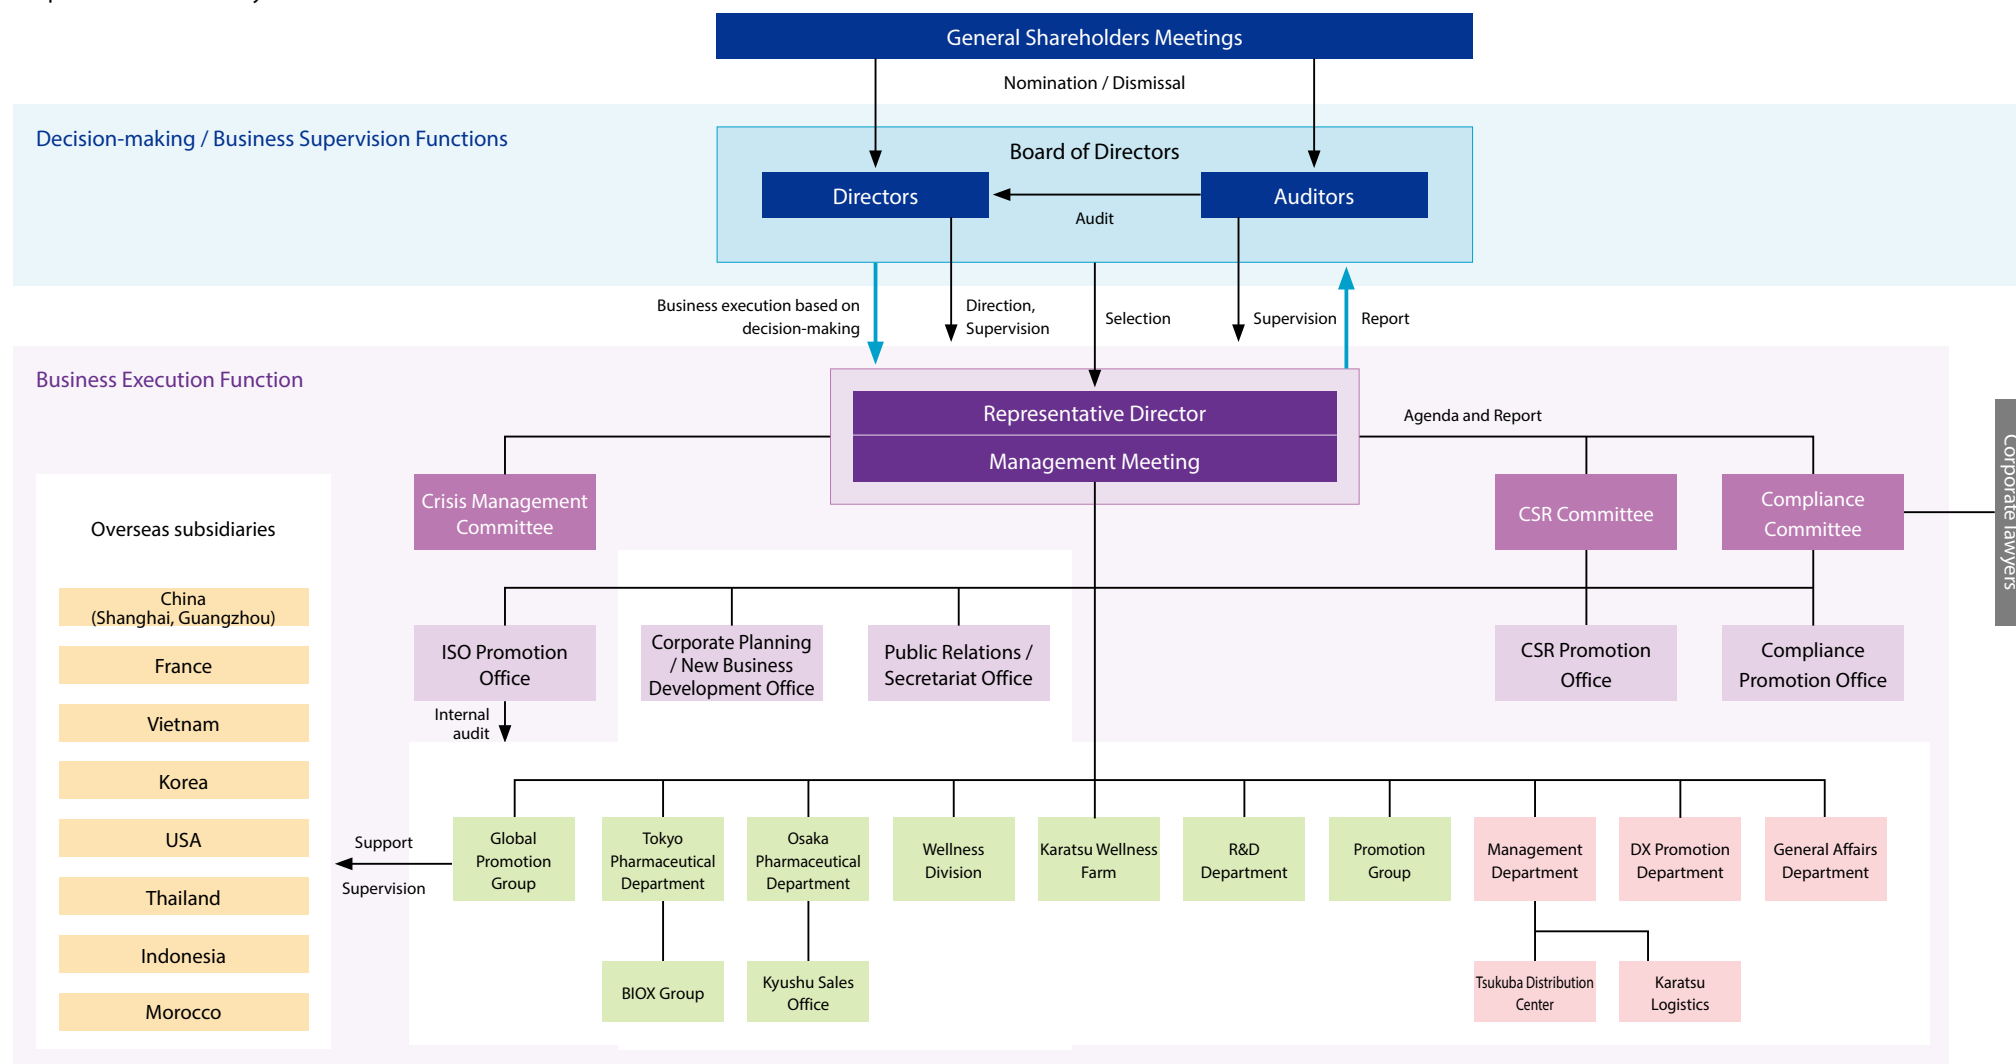 General Shareholders Meetings
Nomination / Dismissal
Decision-making / Business Supervision Functions
Board of Directors
Directors
Auditors
Audit
Business execution based on
decision-making
Direction,
Supervision
Selection
Supervision
Report
Business Execution Function
Representative Director
Management Meeting
Agenda and Report
Corporate lawyers
Crisis Management
Committee
CSR Committee
Compliance
Committee
Overseas subsidiaries
China
(Shanghai, Guangzhou)
France
Vietnam
Korea
USA
Thailand
Indonesia
Morocco
ISO Promotion
Office
Corporate Planning
/ New Business
Development Office
Public Relations /
Secretariat Office
CSR Promotion
Office
Compliance
Promotion Office
Internal
audit
Support
Supervision
Global
Promotion
Group
Tokyo
Pharmaceutical
Department
Osaka
Pharmaceutical
Department
Wellness
Division
Karatsu Wellness
Farm
R&D
Department
Promotion
Group
Management
Department
DX Promotion
Department
General Affairs
Department
BIOX Group
Kyushu Sales
Office
Tsukuba Distribution
Center
Karatsu
Logistics